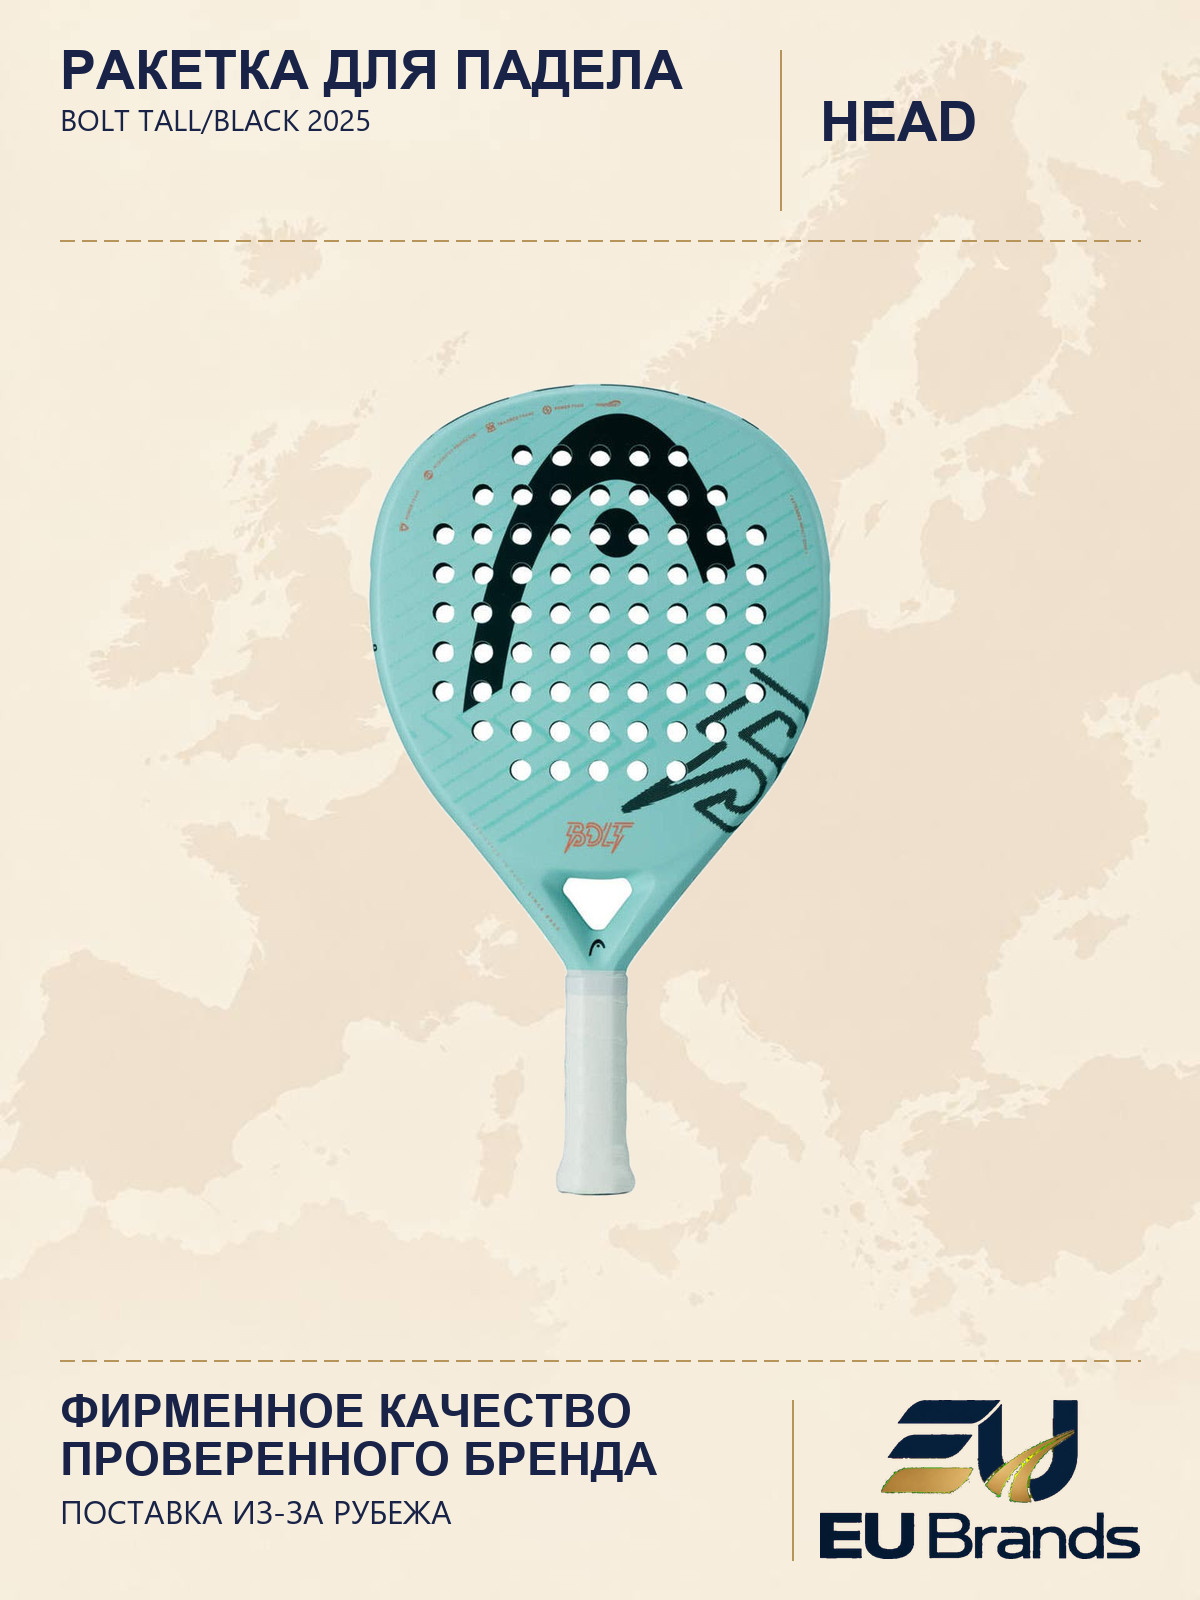 РАКЕТКА ДЛЯ ПАДЕЛА
BOLT TALL/BLACK 2025
HEAD
BOLT
ФИРМЕННОЕ КАЧЕСТВО
ПРОВЕРЕННОГО БРЕНДА
ПОСТАВКА ИЗ-ЗА РУБЕЖА
EU
EU Brands